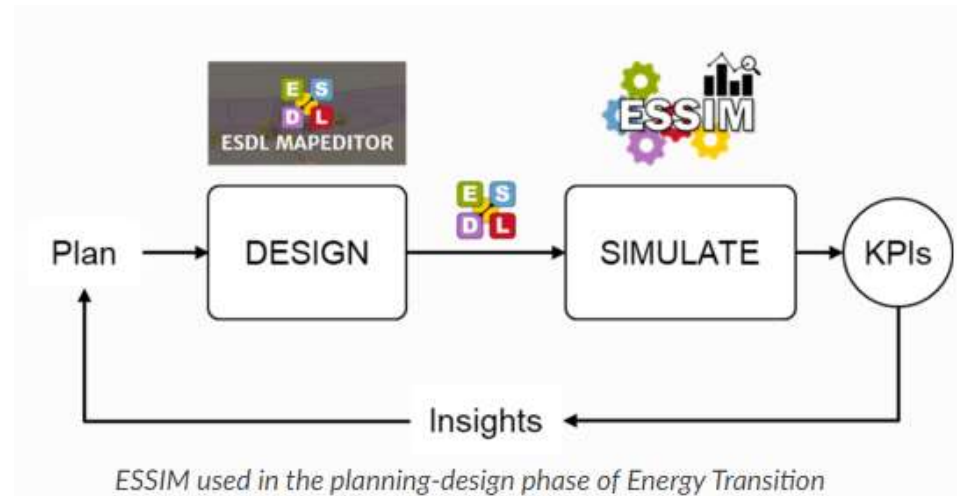 E S
D L
ESDL MAPEDITOR
ESSIM
E S
D L
Plan
DESIGN
SIMULATE
KPIs
Insights
ESSIM used in the planning-design phase of Energy Transition